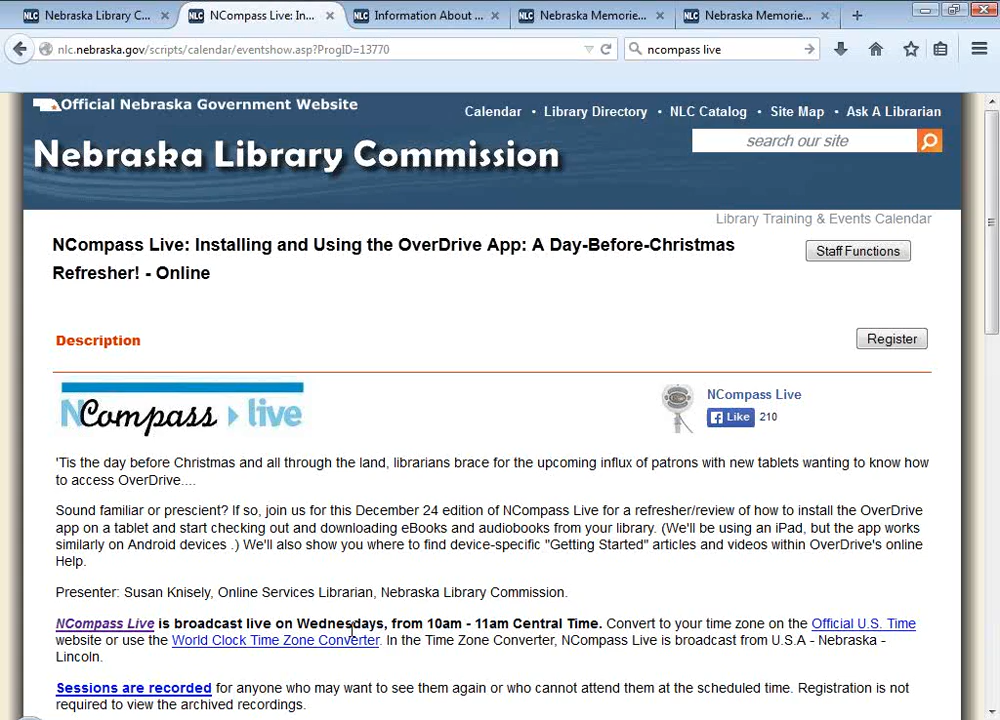 Nebraska Library C...
NCompass Live: In...
Information About ...
Nebraska Memorie...
Nebraska Memorie...
nlc.nebraska.gov/scripts/calendar/eventshow.asp?ProgID=13770
ncompass live
Official Nebraska Government Website
Calendar • Library Directory • NLC Catalog • Site Map • Ask A Librarian
Nebraska Library Commission
search our site
Library Training & Events Calendar
NCompass Live: Installing and Using the OverDrive App: A Day-Before-Christmas
Refresher! - Online
Staff Functions
Description
Register
NCompass live
NCompass Live
Like 210
'Tis the day before Christmas and all through the land, librarians brace for the upcoming influx of patrons with new tablets wanting to know how
to access OverDrive....
Sound familiar or prescient? If so, join us for this December 24 edition of NCompass Live for a refresher/review of how to install the OverDrive
app on a tablet and start checking out and downloading eBooks and audiobooks from your library. (We'll be using an iPad, but the app works
similarly on Android devices .) We'll also show you where to find device-specific "Getting Started" articles and videos within OverDrive's online
Help.
Presenter: Susan Knisely, Online Services Librarian, Nebraska Library Commission.
NCompass Live is broadcast live on Wednesdays, from 10am - 11am Central Time. Convert to your time zone on the Official U.S. Time
website or use the World Clock Time Zone Converter. In the Time Zone Converter, NCompass Live is broadcast from U.S.A - Nebraska -
Lincoln.
Sessions are recorded for anyone who may want to see them again or who cannot attend them at the scheduled time. Registration is not
required to view the archived recordings.